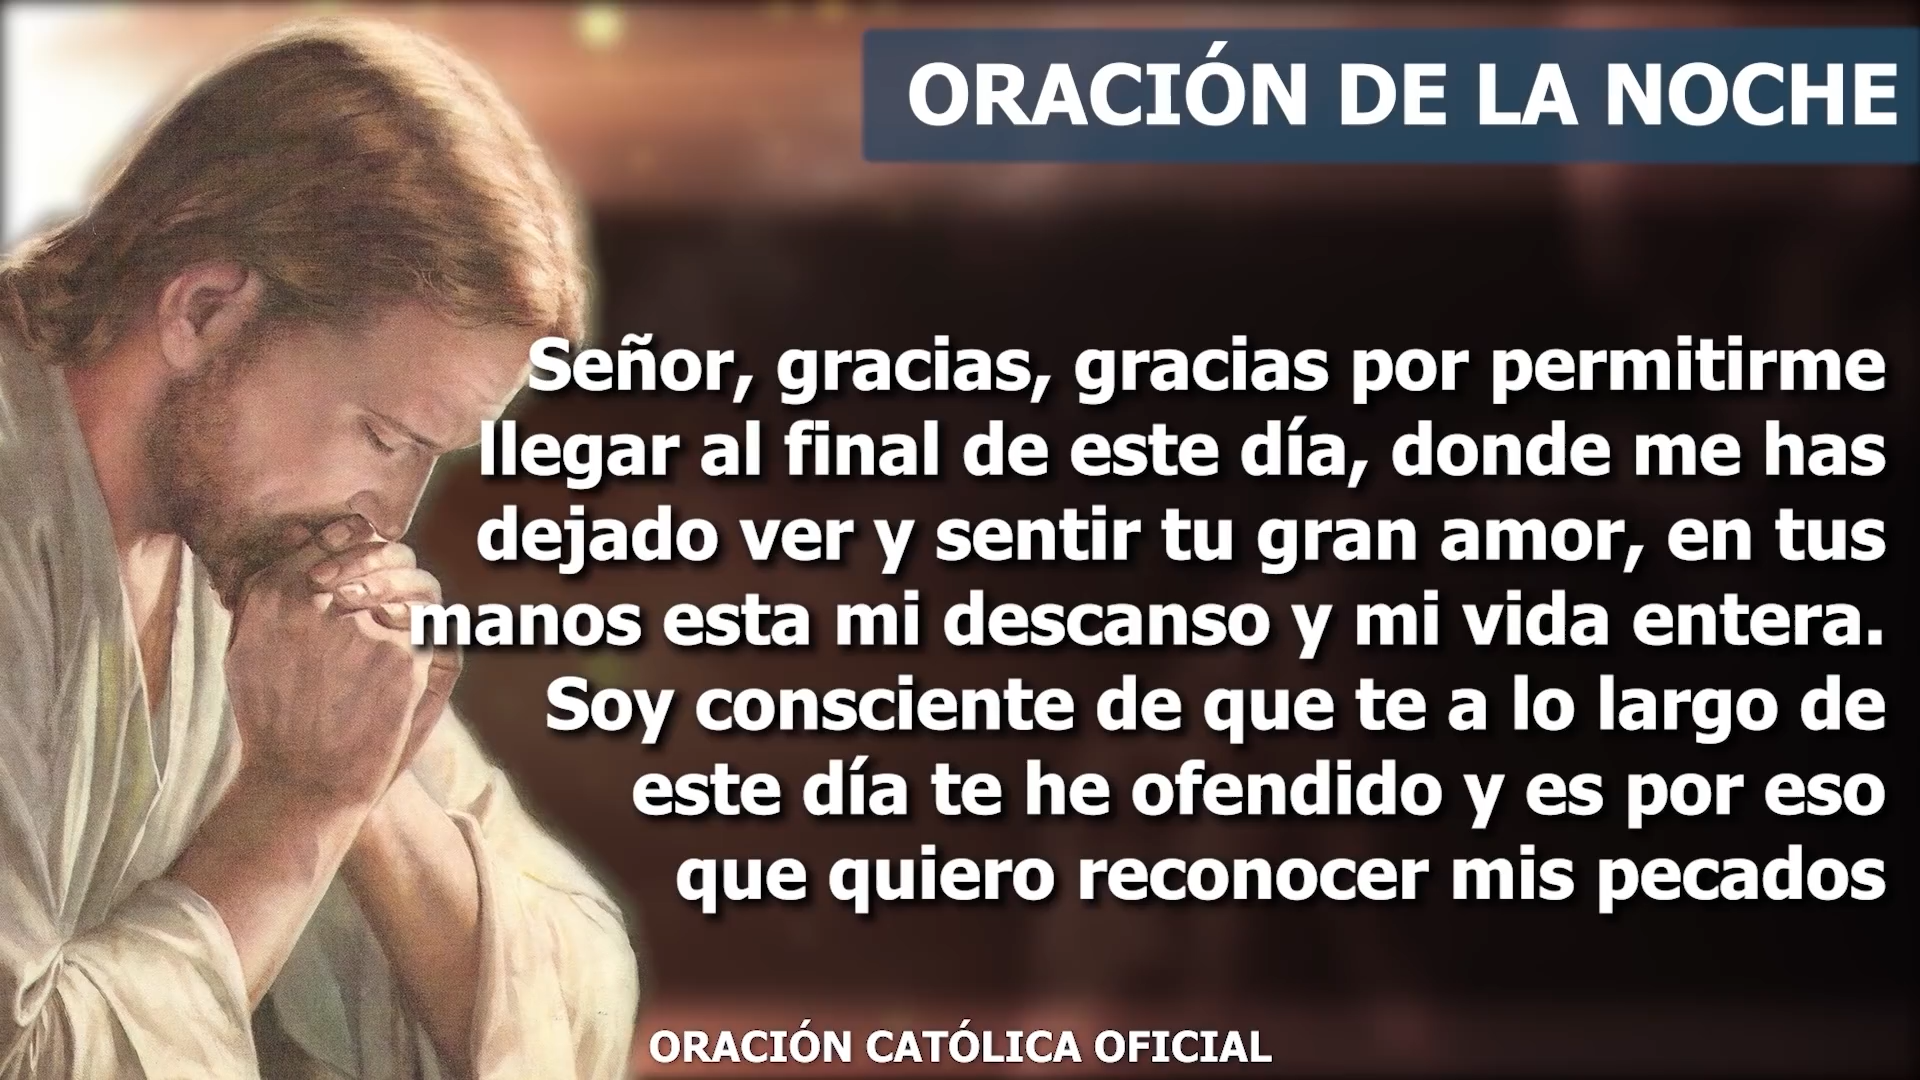 ORACIÓN DE LA NOCHE
Señor, gracias, gracias por permitirme
llegar al final de este día, donde me has
dejado ver y sentir tu gran amor, en tus
manos esta mi descanso y mi vida entera.
Soy consciente de que te a lo largo de
este día te he ofendido y es por eso
que quiero reconocer mis pecados
ORACIÓN CATÓLICA OFICIAL